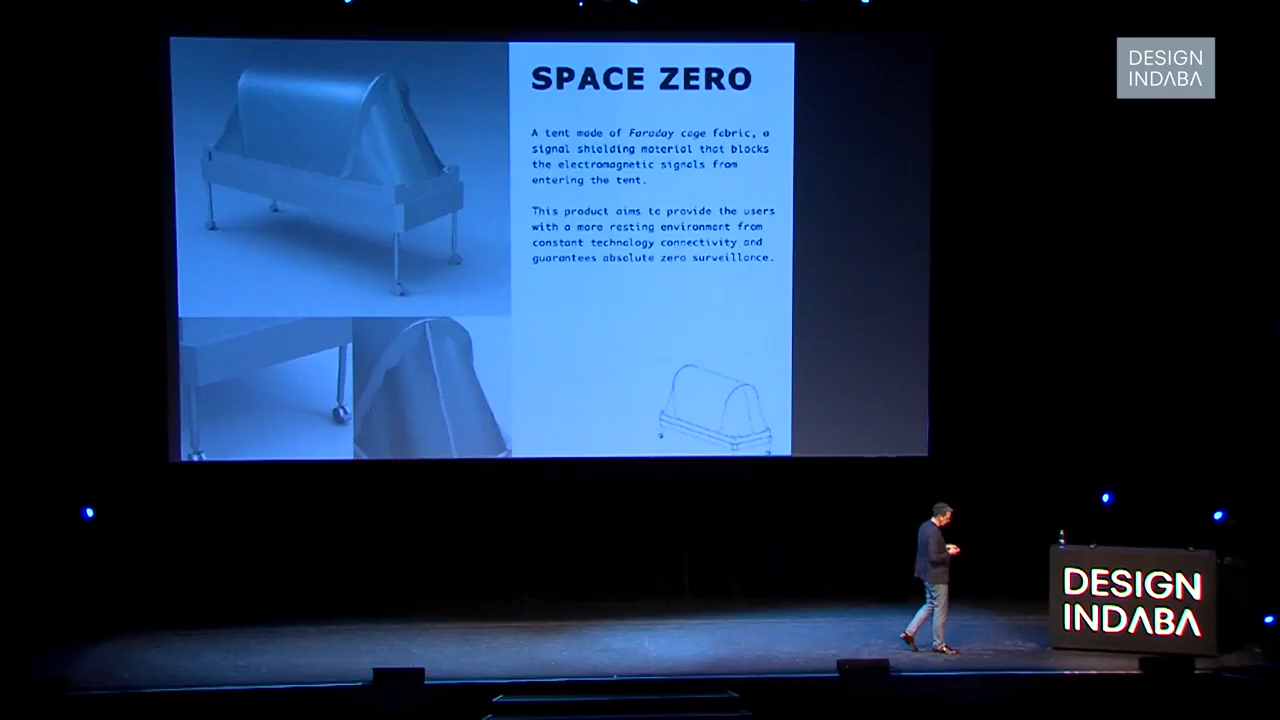 DESIGN
INDABA
SPACE ZERO
A tent made of Faraday cage fabric, a
signal shielding material that blocks
the electromagnetic signals from
entering the tent.
This product aims to provide the users
with a more resting environment from
constant technology connectivity and
guarantees absolute zero surveillance.
DESIGN
INDABA